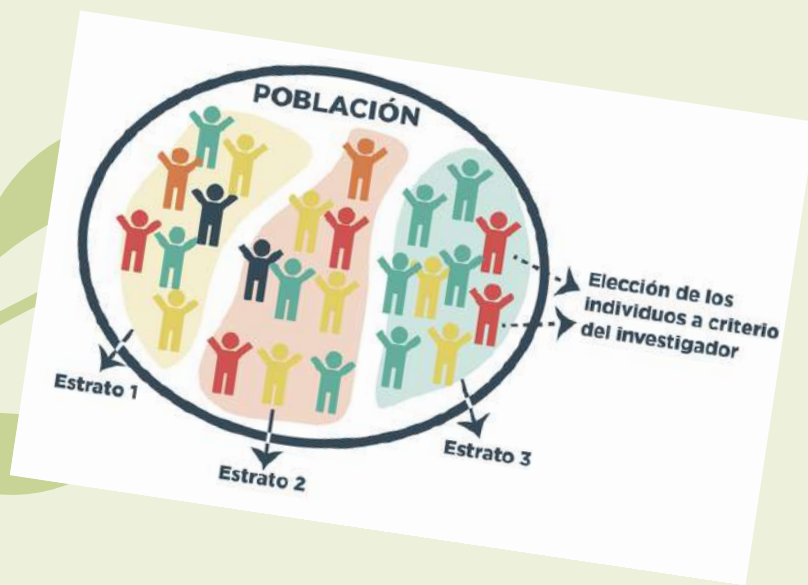 POBLACIÓN
Elección de los
individuos a criterio
del investigador
Estrato 1
Estrato 2
Estrato 3